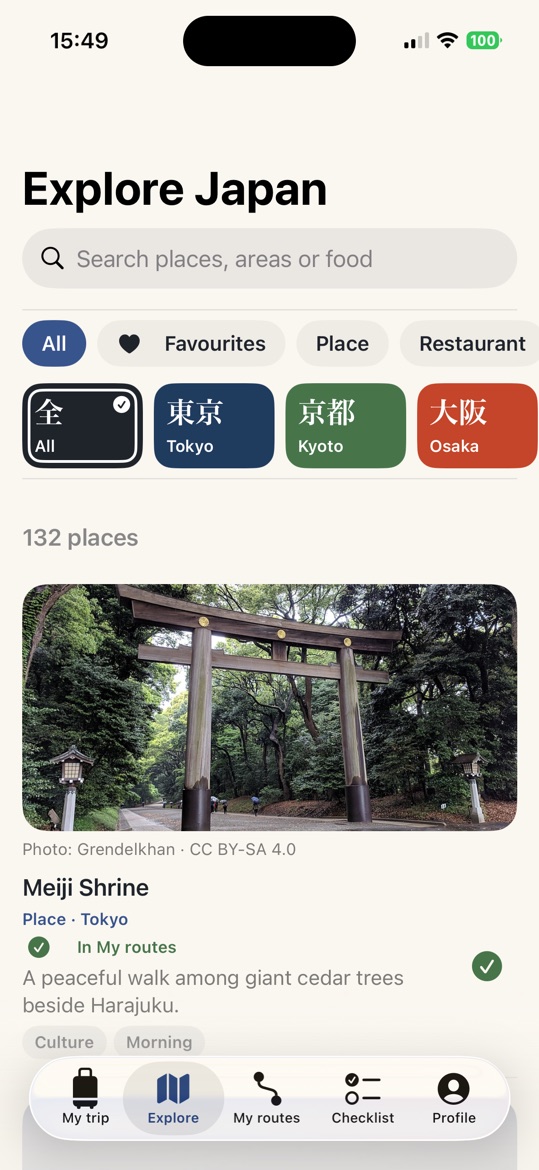 15:49
100
Explore Japan
Search places, areas or food
All
Favourites
Place
Restaurant
全
All
東京
Tokyo
京都
Kyoto
大阪
Osaka
132 places
Photo: Grendelkhan · CC BY-SA 4.0
Meiji Shrine
Place · Tokyo
In My routes
A peaceful walk among giant cedar trees
beside Harajuku.
Culture
Morning
My trip
Explore
My routes
Checklist
Profile